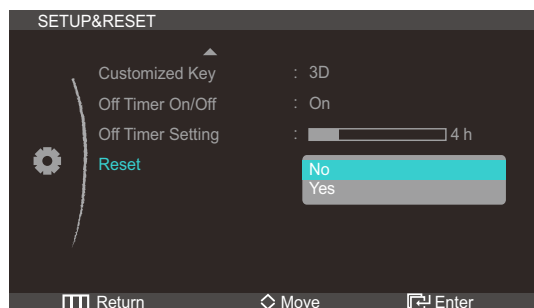 SETUP&RESET
Customized Key : 3D
Off Timer On/Off : On
Off Timer Setting : 4 h
Reset
No
Yes
Return Move Enter